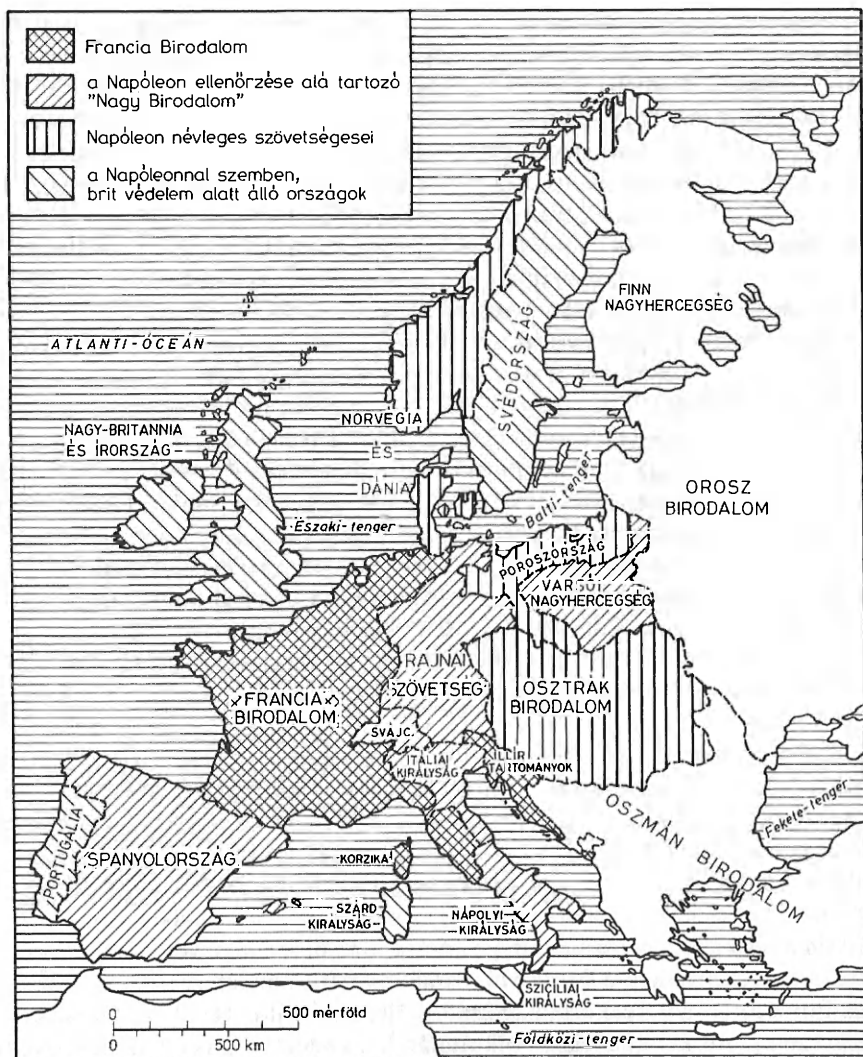 Francia Birodalom
a Napóleon ellenőrzése alá tartozó
"Nagy Birodalom"
Napóleon névleges szövetségesei
a Napóleonnal szemben,
brit védelem alatt álló országok
FINN
NAGYHERCEGSÉG
ATLANTI-ÓCEÁN
SVÉDORSZÁG
NORVÉGIA
ÉS
DÁNIA
NAGY-BRITANNIA
ÉS ÍRORSZÁG
OROSZ
BIRODALOM
Balti-tenger
Északi-tenger
POROSZORSZÁG
VARSÓI
NAGYHERCEGSÉG
RAJNAI
SZÖVETSÉG
FRANCIA
BIRODALOM
OSZTRÁK
BIRODALOM
SVÁJC.
ITÁLIAI
KIRÁLYSÁG
ILLÍR
TARTOMÁNYOK
OSZMÁN BIRODALOM
Fekete-tenger
PORTUGÁLIA
SPANYOLORSZÁG
KORZIKA
SZÁRD
KIRÁLYSÁG
NÁPOLYI
KIRÁLYSÁG
SZICÍLIAI
KIRÁLYSÁG
0 500 mérföld
0 500 km
Földközi-tenger